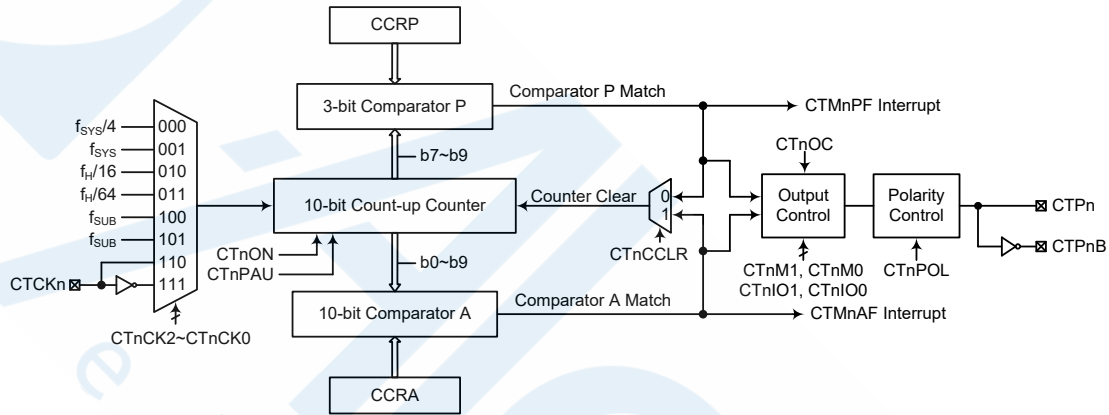 CCRP
3-bit Comparator P
Comparator P Match
CTMnPF Interrupt
b7~b9
fSYS/4
000
fSYS
001
fH/16
010
fH/64
011
fSUB
100
fSUB
101
110
CTCKn
111
CTnCK2~CTnCK0
10-bit Count-up Counter
CTnON
CTnPAU
Counter Clear
0
1
CTnCCLR
CTnOC
Output
Control
CTnM1, CTnM0
CTnIO1, CTnIO0
Polarity
Control
CTnPOL
CTPn
CTPnB
b0~b9
10-bit Comparator A
Comparator A Match
CTMnAF Interrupt
CCRA
e